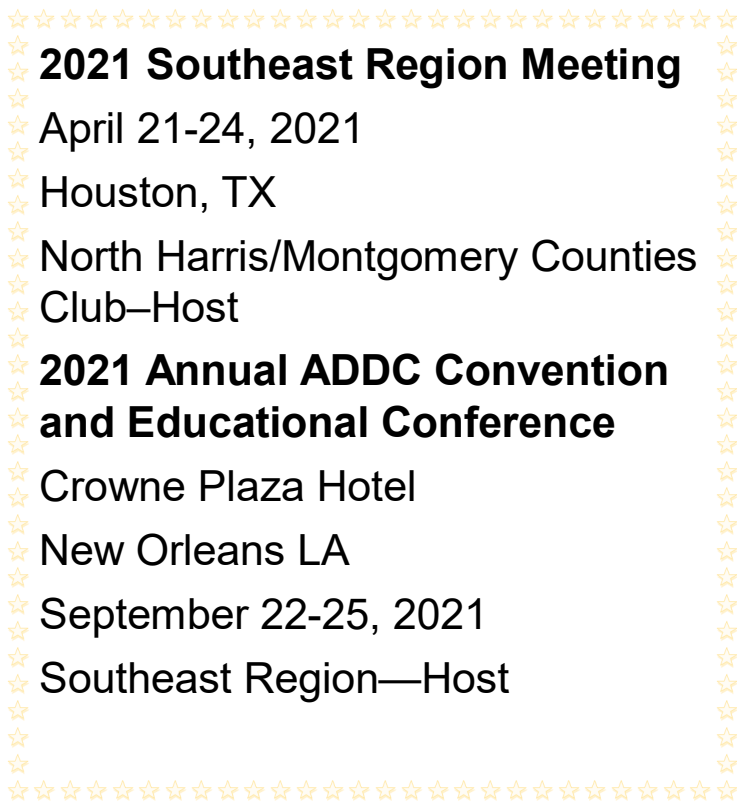 2021 Southeast Region Meeting
April 21-24, 2021
Houston, TX
North Harris/Montgomery Counties
Club–Host
2021 Annual ADDC Convention
and Educational Conference
Crowne Plaza Hotel
New Orleans LA
September 22-25, 2021
Southeast Region—Host